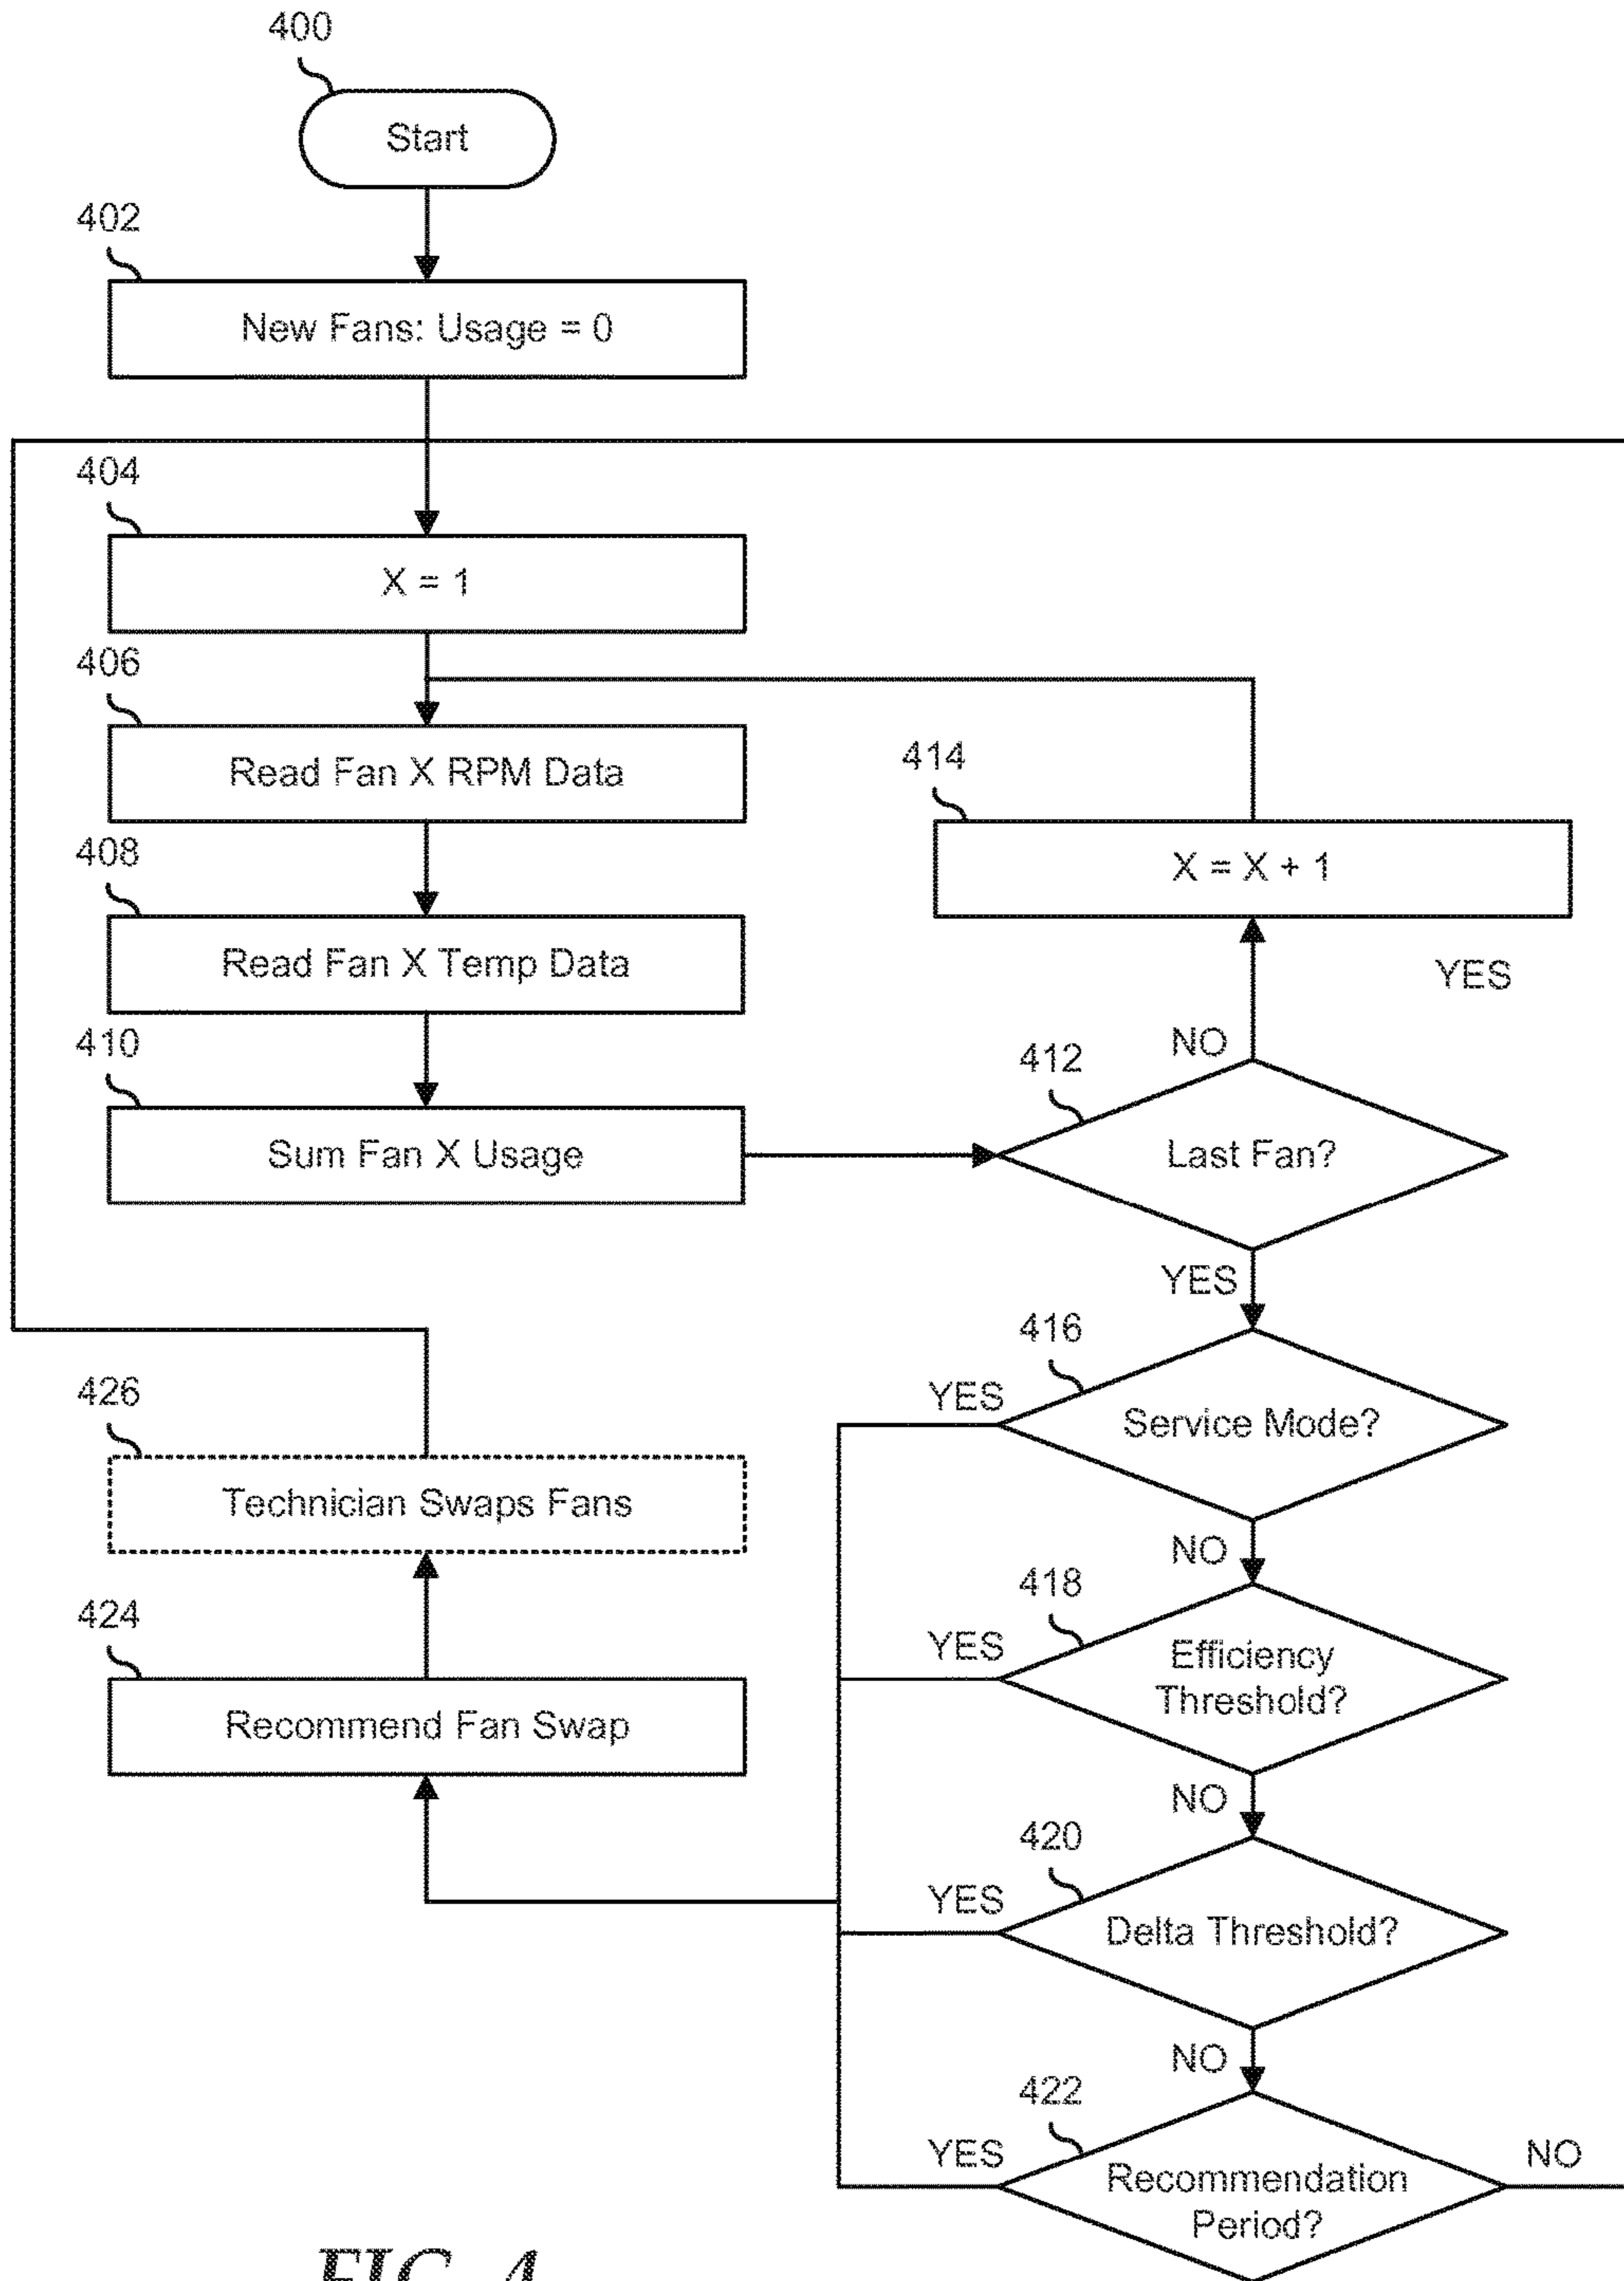 400
Start
402
New Fans: Usage = 0
404
X = 1
406
Read Fan X RPM Data
414
X = X + 1
408
Read Fan X Temp Data
YES
NO
410
Sum Fan X Usage
412
Last Fan?
YES
416
YES
Service Mode?
426
Technician Swaps Fans
NO
418
YES
Efficiency
Threshold?
424
Recommend Fan Swap
NO
420
YES
Delta Threshold?
NO
422
YES
Recommendation
Period?
NO
FIG. 4